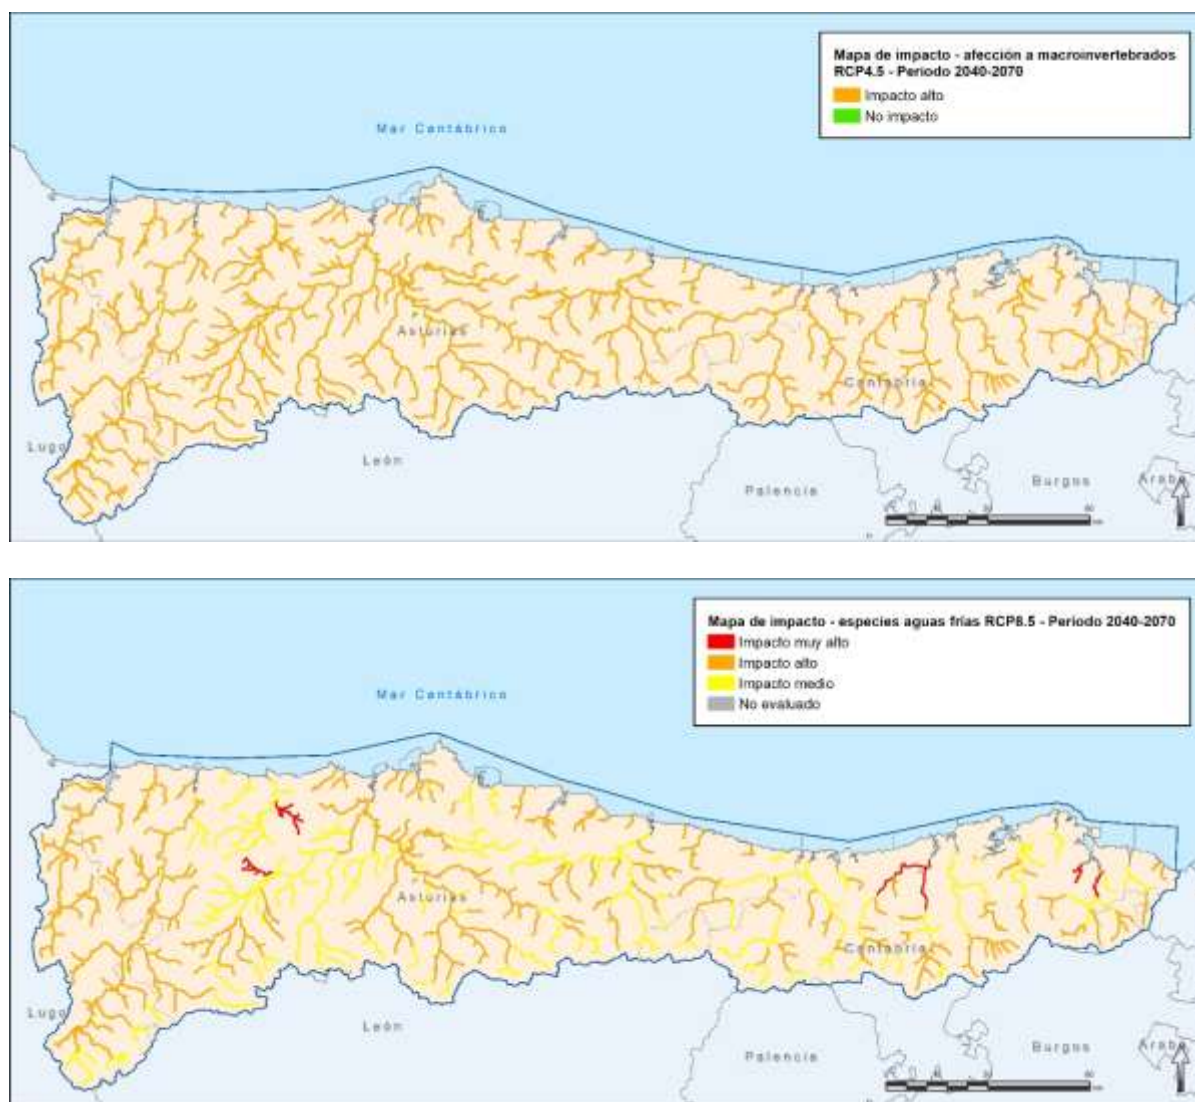 Mapa de impacto - afección a macroinvertebrados
RCP4.5 - Periodo 2040-2070
Impacto alto
No impacto
Mar Cantábrico
Asturias
Cantabria
Lugo
León
Palencia
Burgos
Araba
Mapa de impacto - especies aguas frías RCP8.5 - Periodo 2040-2070
Impacto muy alto
Impacto alto
Impacto medio
No evaluado
Mar Cantábrico
Asturias
Cantabria
Lugo
León
Palencia
Burgos
Araba